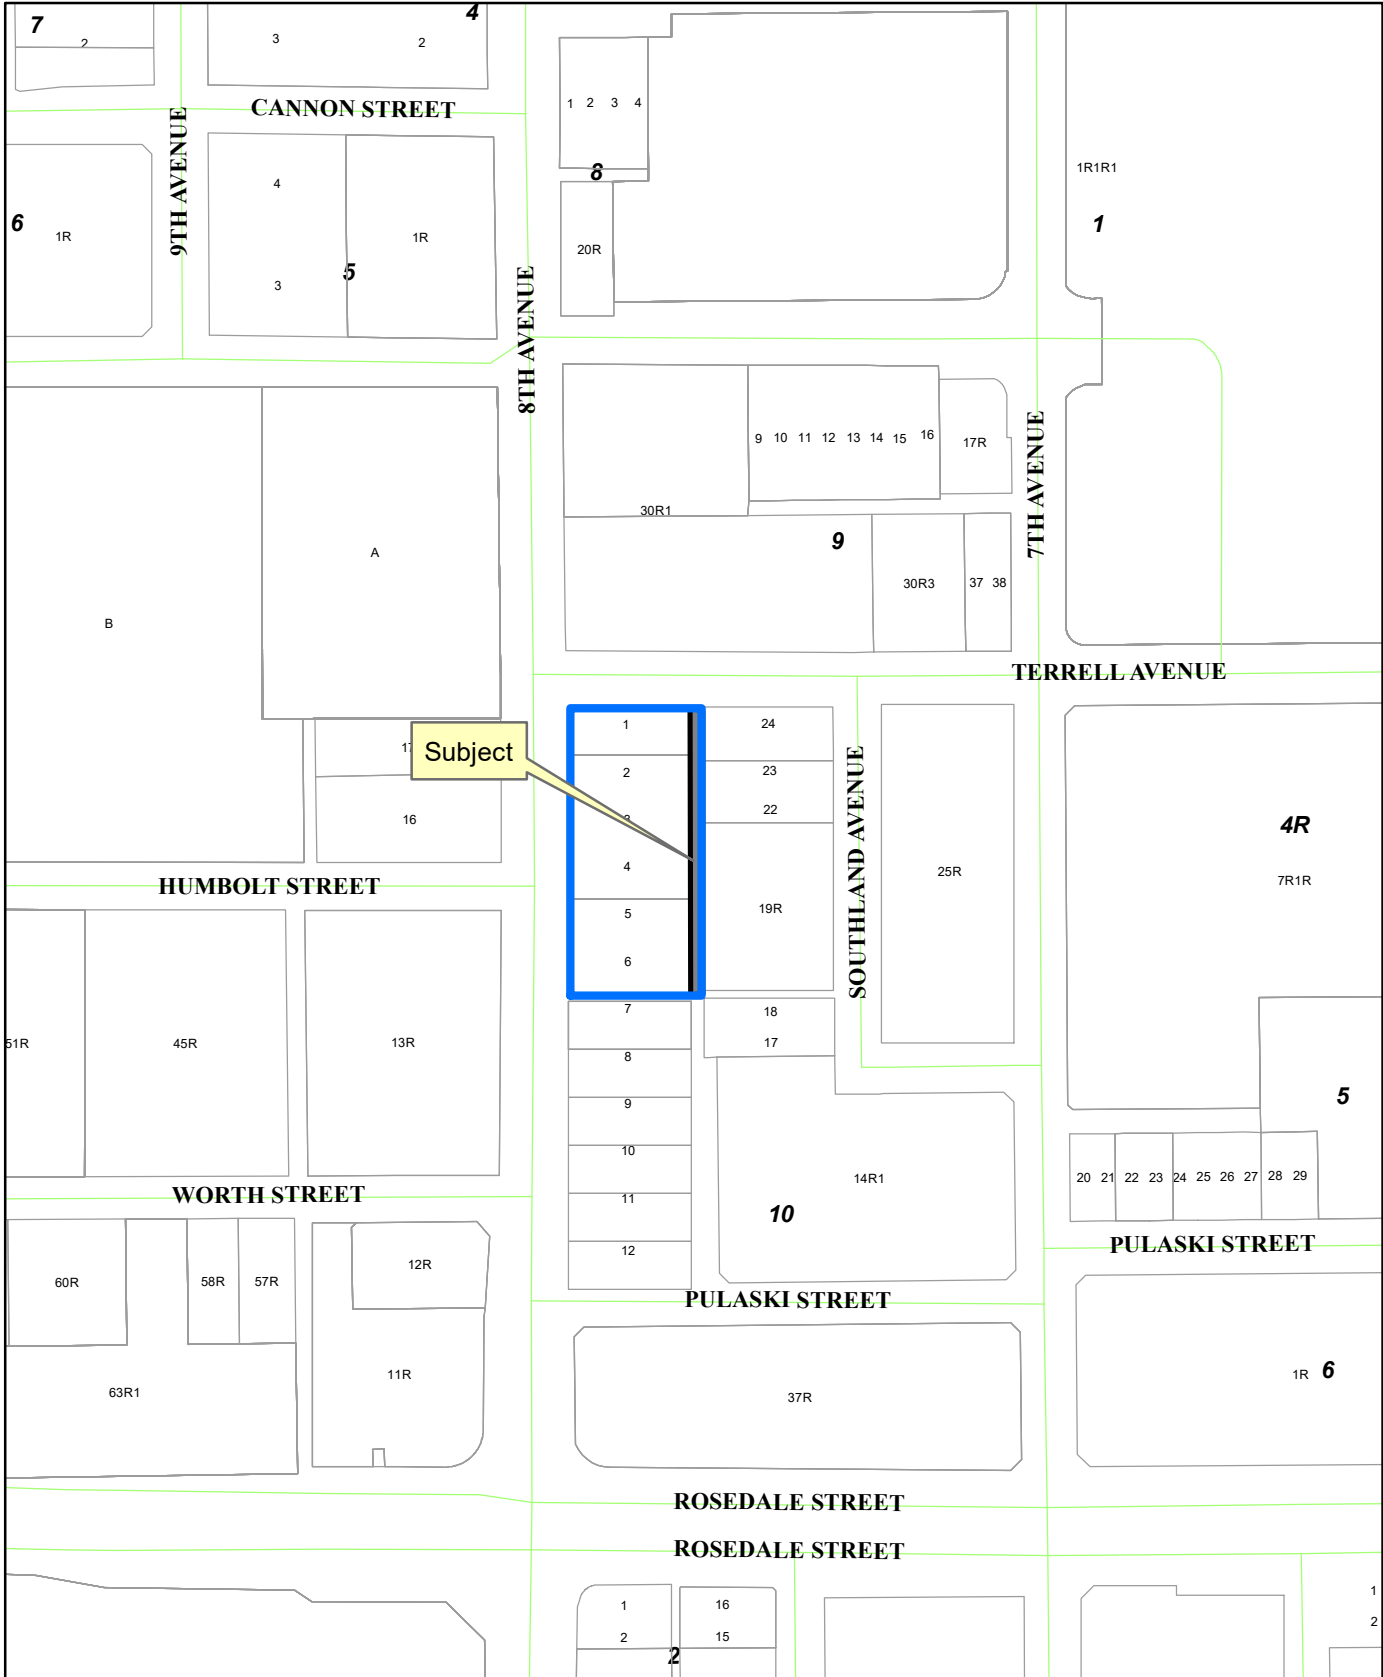 7
4
2
3
2
CANNON STREET
1 2 3 4
8
9TH AVENUE
4
1R1R1
6
1R
1R
1
20R
5
3
8TH AVENUE
9 10 11 12 13 14 15 16
17R
7TH AVENUE
30R1
9
A
30R3
37 38
B
TERRELL AVENUE
1
24
17
Subject
2
23
22
3
16
4
SOUTHLAND AVENUE
4R
25R
7R1R
HUMBOLT STREET
5
19R
6
7
18
17
51R
45R
13R
8
9
5
10
14R1
20 21 22 23 24 25 26 27 28 29
WORTH STREET
11
10
12
PULASKI STREET
60R
58R
57R
12R
PULASKI STREET
11R
63R1
37R
1R
6
ROSEDALE STREET
ROSEDALE STREET
1
16
1
2
15
2
2